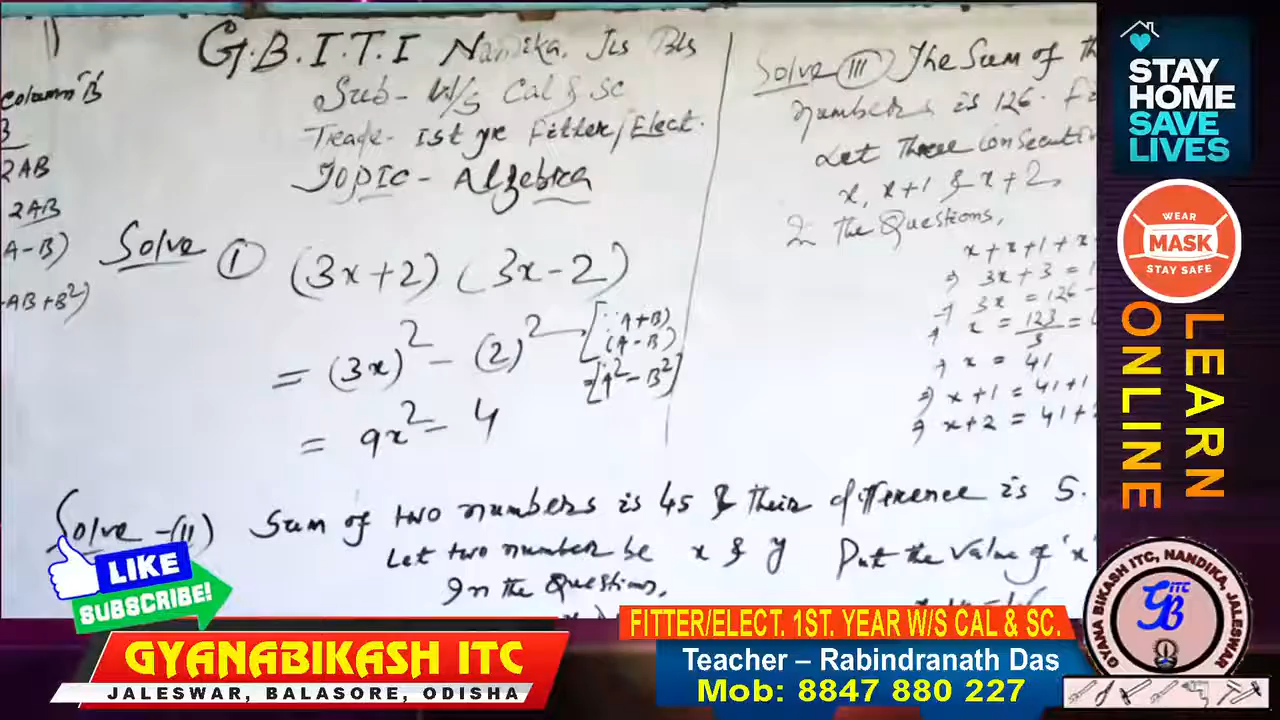 11
Column 'B'
B
2AB
2AB
A-B)
AB+B²)
G.B.I.T.I Nandika, Jls Bls
Sub- W/s Cal & Sc
Trade- Ist yr Fitter/Elect.
Topic- Algebra
Solve (I) (3x+2) (3x-2)
= (3x)² - (2)² → [∵ A+B)
(A-B)
= [A² - B²]
= 9x² - 4
Solve (III) The Sum of
numbers is 126.
Let Three Consecuti
x, x+1 & x+2,
In the Questions,
x+x+1+x
⇒ 3x+3 =
⇒ 3x = 126 -
⇒ x = 123/3 =
⇒ x = 41
⇒ x+1 = 41+1
⇒ x+2 = 41+2
Solve -(II) Sum of two numbers is 45 & their difference is 5.
Let two number be x & y Put the value of 'x'
In the Questions,
STAY
HOME
SAVE
LIVES
WEAR
MASK
STAY SAFE
LEARN
ONLINE
LIKE
SUBSCRIBE!
GYANABIKASH ITC
JALESWAR, BALASORE, ODISHA
FITTER/ELECT. 1ST. YEAR W/S CAL & SC.
Teacher – Rabindranath Das
Mob: 8847 880 227
GYANA BIKASH ITC, NANDIKA, JALESWAR
ITC
GB